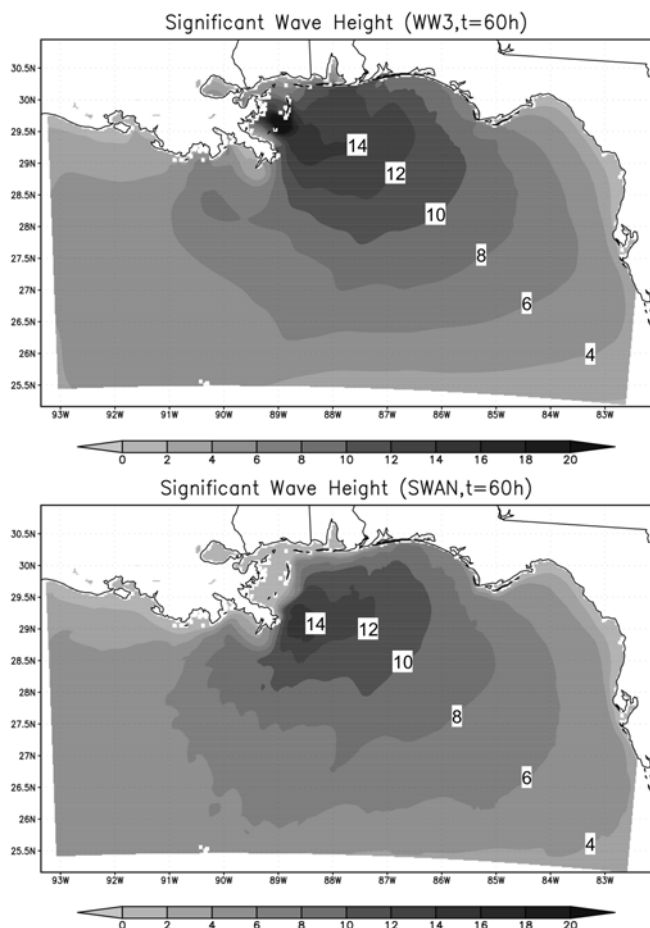 Significant Wave Height (WW3,t=60h)
30.5N
30N
29.5N
14
29N
12
28.5N
10
28N
27.5N
8
27N
6
26.5N
26N
4
25.5N
93W 92W 91W 90W 89W 88W 87W 86W 85W 84W 83W
0 2 4 6 8 10 12 14 16 18 20
Significant Wave Height (SWAN,t=60h)
30.5N
30N
29.5N
29N
14 12
28.5N
10
28N
27.5N
8
27N
6
26.5N
26N
4
25.5N
93W 92W 91W 90W 89W 88W 87W 86W 85W 84W 83W
0 2 4 6 8 10 12 14 16 18 20